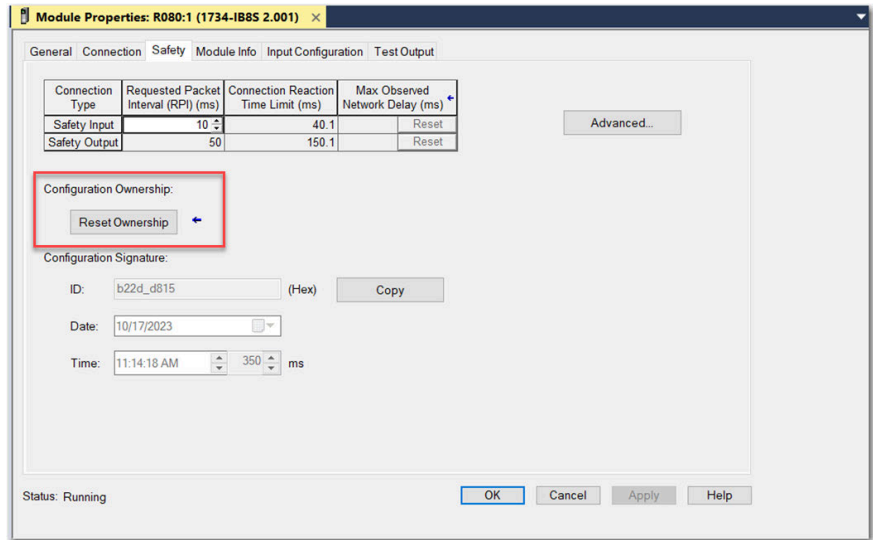 Module Properties: R080:1 (1734-IB8S 2.001) ×
General Connection Safety Module Info Input Configuration Test Output
Connection Type Requested Packet Interval (RPI) (ms) Connection Reaction Time Limit (ms) Max Observed Network Delay (ms)
Safety Input 10 40.1 Reset
Safety Output 50 150.1 Reset
Advanced...
Configuration Ownership:
Reset Ownership
Configuration Signature:
ID: b22d_d815 (Hex) Copy
Date: 10/17/2023
Time: 11:14:18 AM 350 ms
Status: Running OK Cancel Apply Help